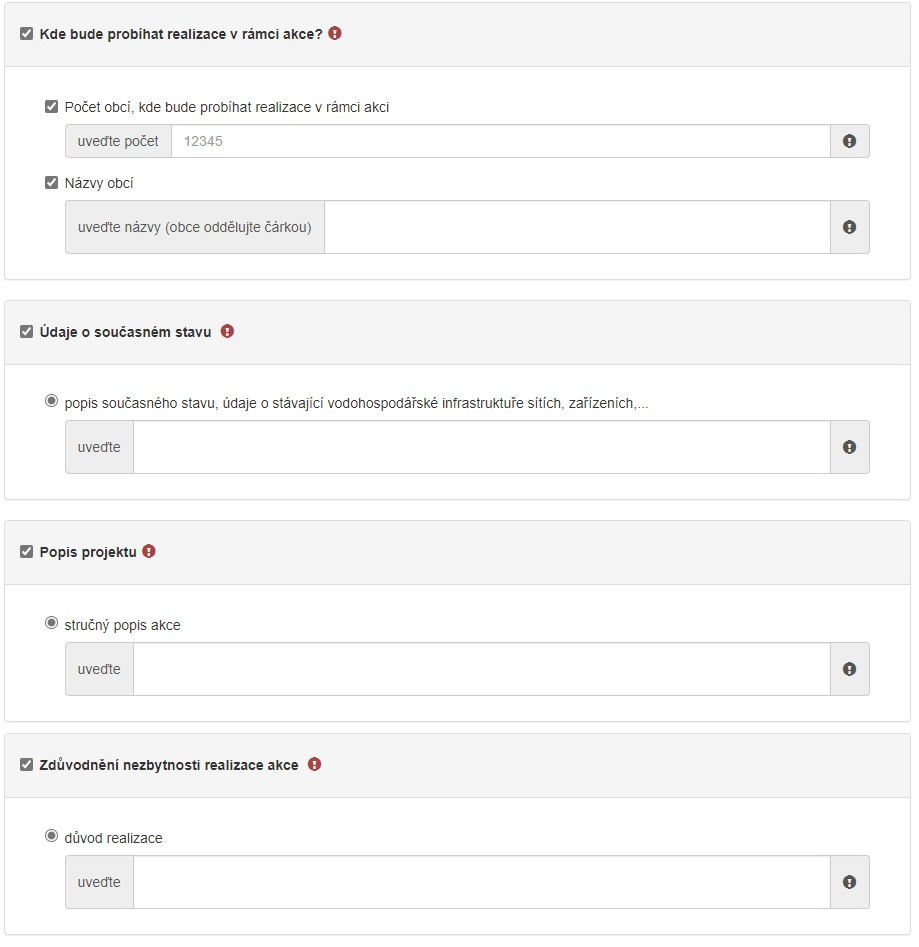 Kde bude probíhat realizace v rámci akce?
Počet obcí, kde bude probíhat realizace v rámci akci
uveďte počet 12345
Názvy obcí
uveďte názvy (obce oddělujte čárkou)
Údaje o současném stavu
popis současného stavu, údaje o stávající vodohospodářské infrastruktuře sítích, zařízeních,...
uveďte
Popis projektu
stručný popis akce
uveďte
Zdůvodnění nezbytnosti realizace akce
důvod realizace
uveďte